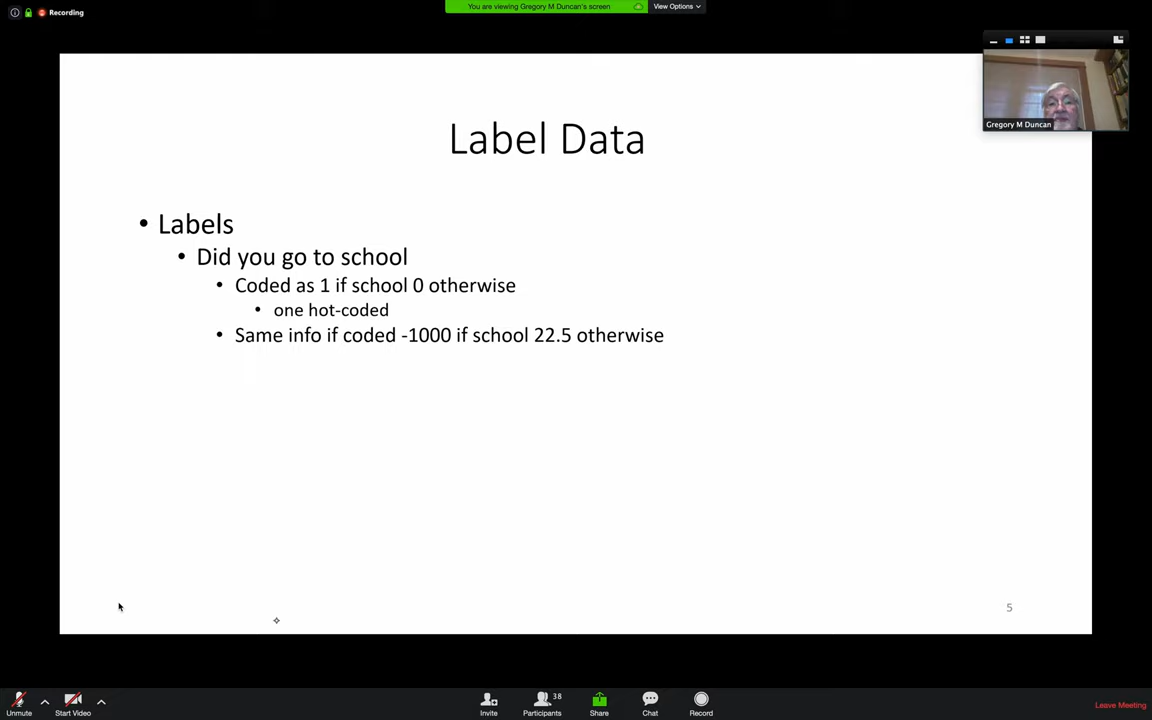 Recording
You are viewing Gregory M Duncan's screen
View Options
Gregory M Duncan
Label Data
• Labels
• Did you go to school
• Coded as 1 if school 0 otherwise
• one hot-coded
• Same info if coded -1000 if school 22.5 otherwise
5
Unmute
Start Video
Invite
38
Participants
Share
Chat
Record
Leave Meeting